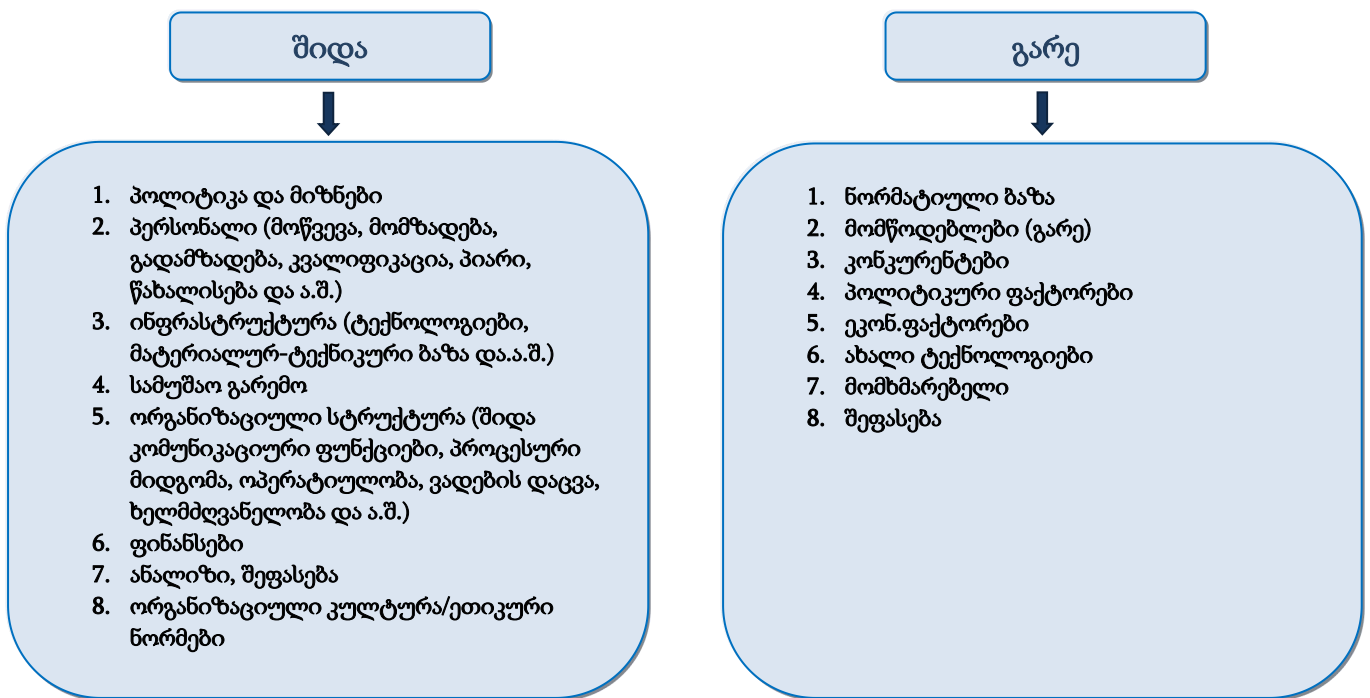 შიდა
1. პოლიტიკა და მიზნები
2. პერსონალი (მოწვევა, მომზადება,
გადამზადება, კვალიფიკაცია, პიარი,
წახალისება და ა.შ.)
3. ინფრასტრუქტურა (ტექნოლოგიები,
მატერიალურ-ტექნიკური ბაზა და.ა.შ.)
4. სამუშაო გარემო
5. ორგანიზაციული სტრუქტურა (შიდა
კომუნიკაციური ფუნქციები, პროცესური
მიდგომა, ოპერატიულობა, ვადების დაცვა,
ხელმძღვანელობა და ა.შ.)
6. ფინანსები
7. ანალიზი, შეფასება
8. ორგანიზაციული კულტურა/ეთიკური
ნორმები
გარე
1. ნორმატიული ბაზა
2. მომწოდებლები (გარე)
3. კონკურენტები
4. პოლიტიკური ფაქტორები
5. ეკონ.ფაქტორები
6. ახალი ტექნოლოგიები
7. მომხმარებელი
8. შეფასება